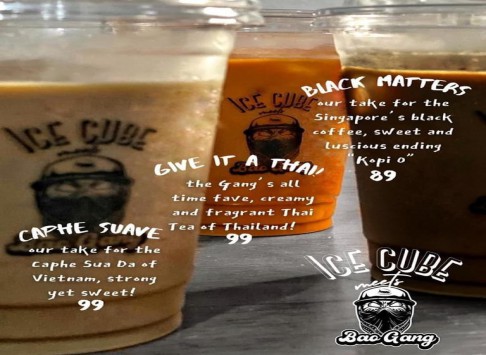 ICE CUBE
meets
ICE CUBE
BLACK MATTERS
our take for the
Singapore's black
coffee, sweet and
luscious ending
"Kopi O"
89
GIVE IT A THAI!
the Gang's all
time fave, creamy
and fragrant Thai
Tea of Thailand!
99
CAPHE SUAVE
our take for the
Caphe Sua Da of
Vietnam, strong
yet sweet!
99
ICE CUBE
meets
Bao Gang